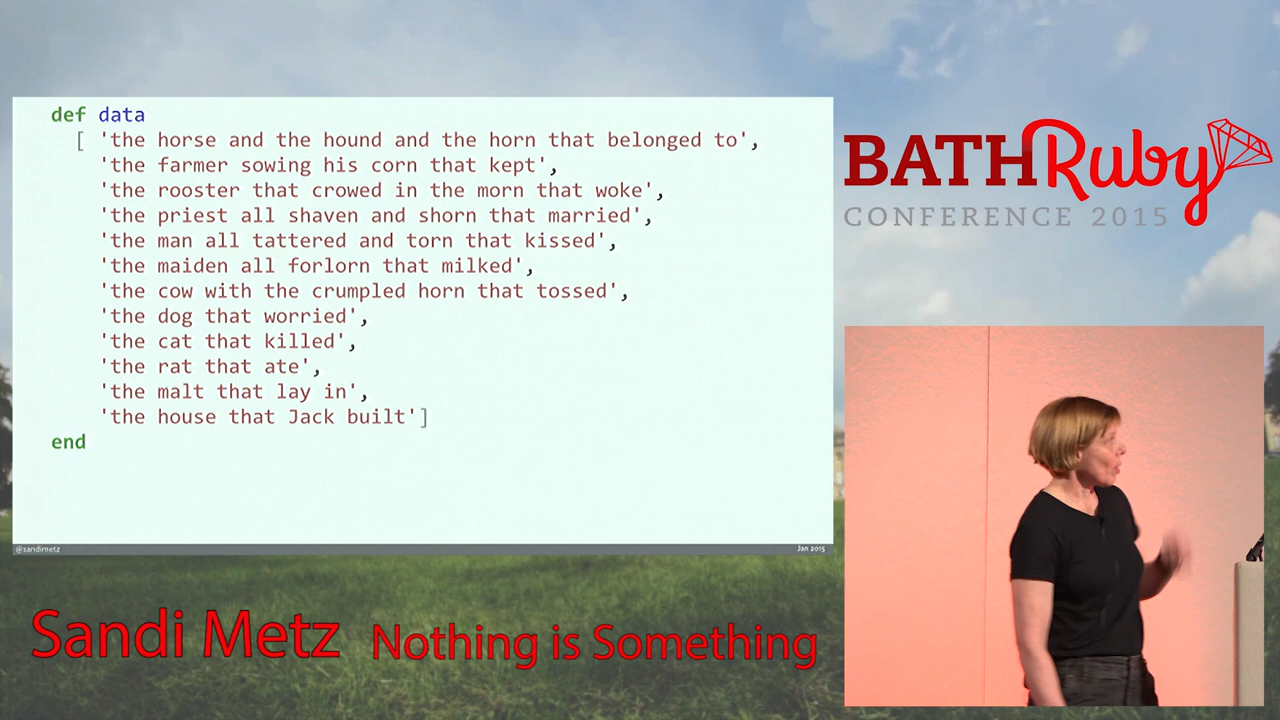 def data
[ 'the horse and the hound and the horn that belonged to',
'the farmer sowing his corn that kept',
'the rooster that crowed in the morn that woke',
'the priest all shaven and shorn that married',
'the man all tattered and torn that kissed',
'the maiden all forlorn that milked',
'the cow with the crumpled horn that tossed',
'the dog that worried',
'the cat that killed',
'the rat that ate',
'the malt that lay in',
'the house that Jack built']
end
@sandimetz
Jan 2015
BATHRuby
CONFERENCE 2015
Sandi Metz
Nothing is Something